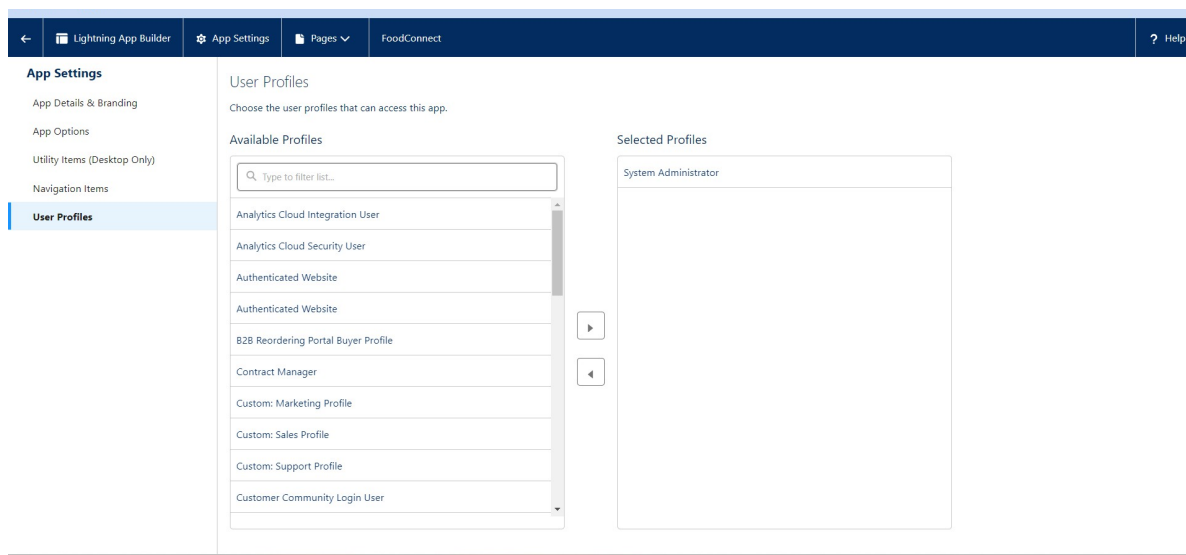 Lightning App Builder App Settings Pages FoodConnect ? Help
App Settings
App Details & Branding
App Options
Utility Items (Desktop Only)
Navigation Items
User Profiles
User Profiles
Choose the user profiles that can access this app.
Available Profiles
Type to filter list...
Analytics Cloud Integration User
Analytics Cloud Security User
Authenticated Website
Authenticated Website
B2B Reordering Portal Buyer Profile
Contract Manager
Custom: Marketing Profile
Custom: Sales Profile
Custom: Support Profile
Customer Community Login User
Selected Profiles
System Administrator